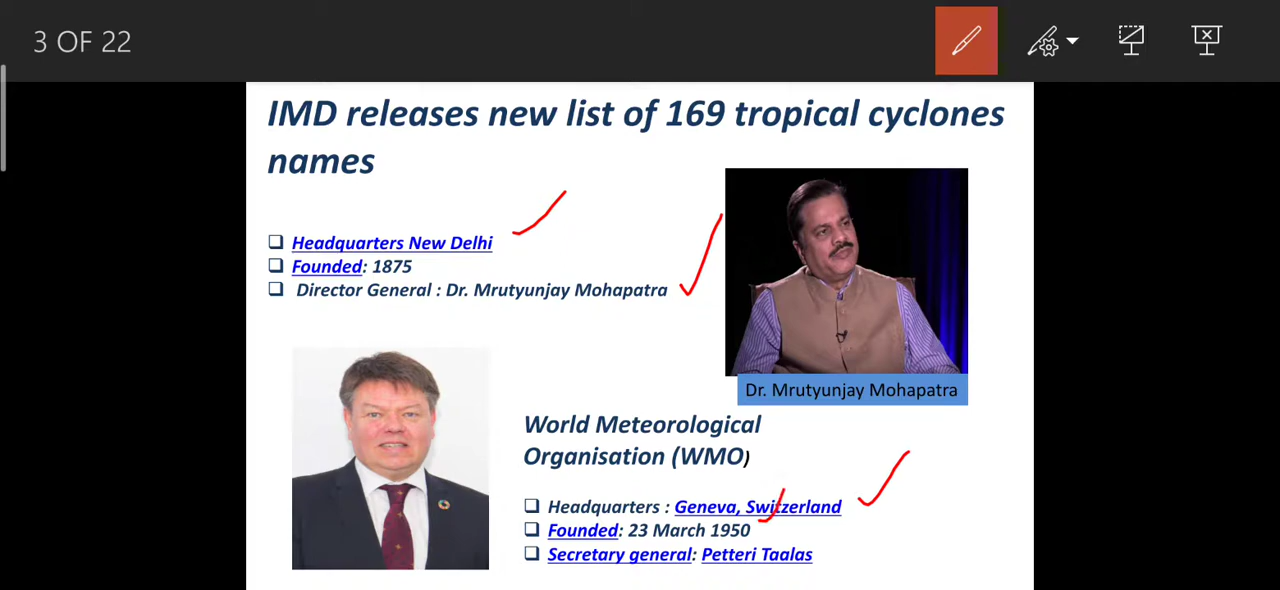 3 OF 22
IMD releases new list of 169 tropical cyclones
names
Headquarters New Delhi
Founded: 1875
Director General : Dr. Mrutyunjay Mohapatra
Dr. Mrutyunjay Mohapatra
World Meteorological
Organisation (WMO)
Headquarters : Geneva, Switzerland
Founded: 23 March 1950
Secretary general: Petteri Taalas